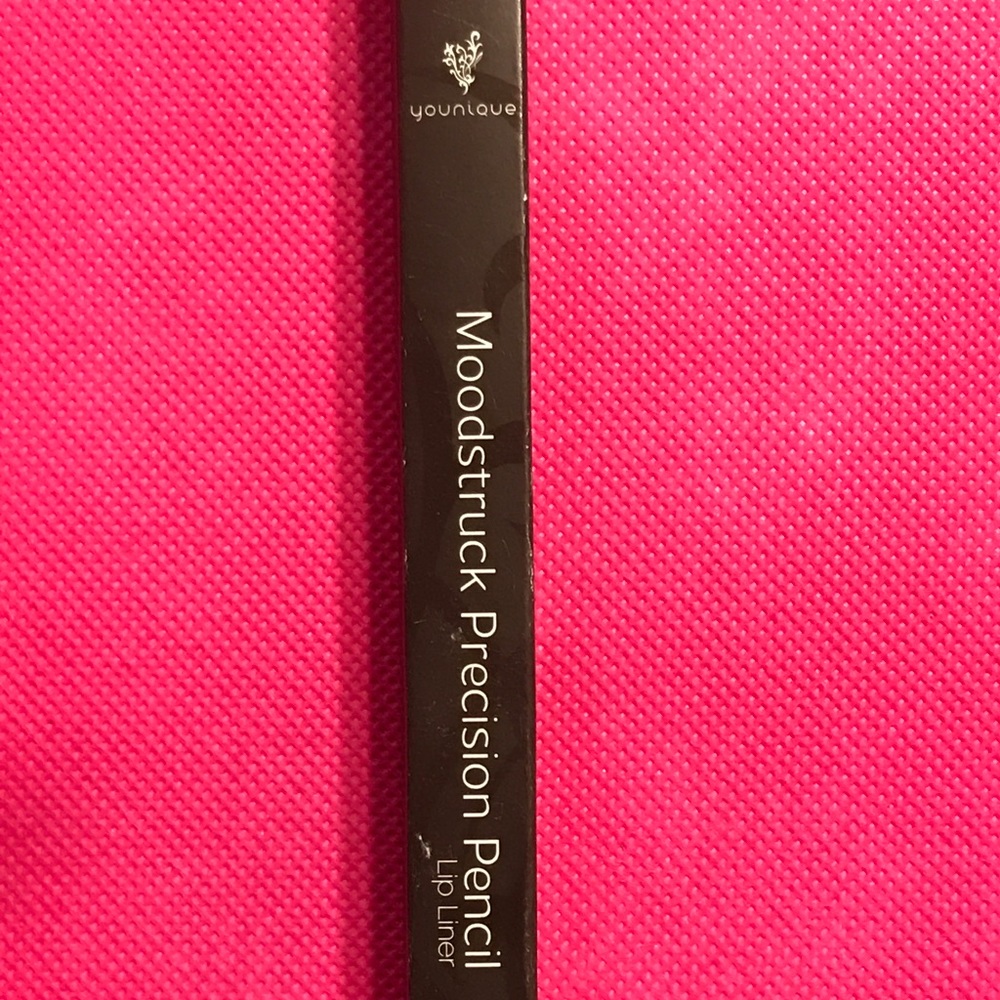 younique
Moodstruck Precision Pencil
Lip Liner